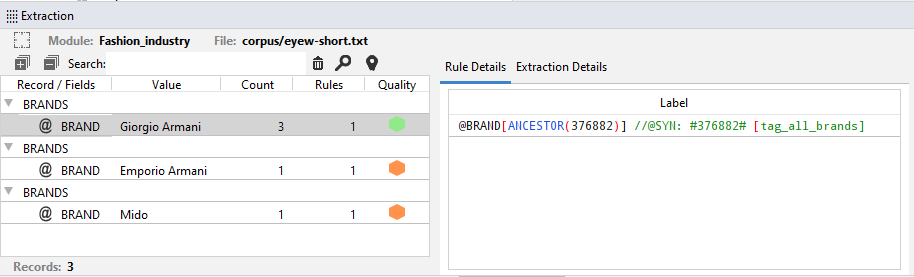 Extraction
Module: Fashion_industry File: corpus/eyew-short.txt
Search:
Record / Fields Value Count Rules Quality
BRANDS
@ BRAND Giorgio Armani 3 1
BRANDS
@ BRAND Emporio Armani 1 1
BRANDS
@ BRAND Mido 1 1
Records: 3
Rule Details Extraction Details
Label
@BRAND[ANCESTOR(376882)] //@SYN: #376882# [tag_all_brands]